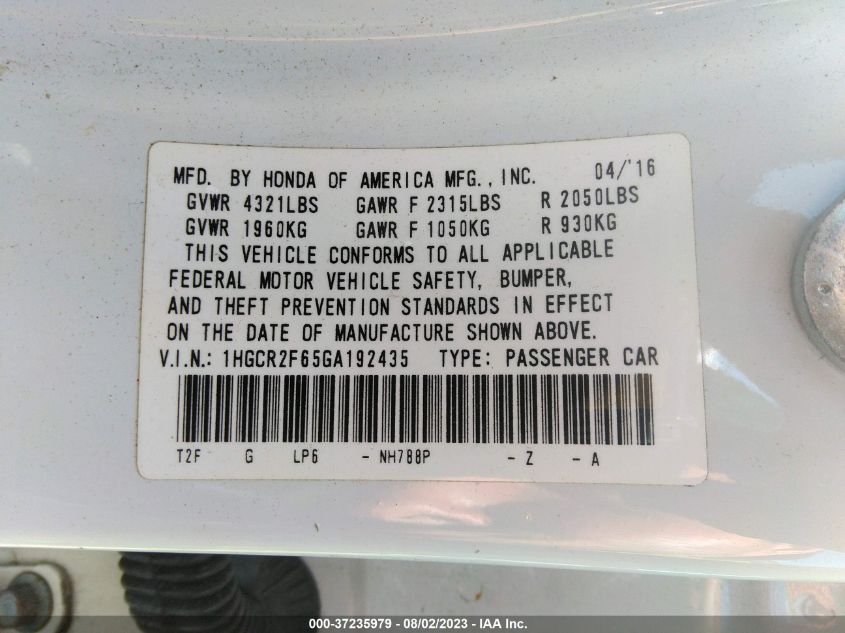 MFD. BY HONDA OF AMERICA MFG., INC. 04/'16
GVWR 4321LBS GAWR F 2315LBS R 2050LBS
GVWR 1960KG GAWR F 1050KG R 930KG
THIS VEHICLE CONFORMS TO ALL APPLICABLE
FEDERAL MOTOR VEHICLE SAFETY, BUMPER,
AND THEFT PREVENTION STANDARDS IN EFFECT
ON THE DATE OF MANUFACTURE SHOWN ABOVE.
V.I.N.: 1HGCR2F65GA192435 TYPE: PASSENGER CAR
T2F G LP6 - NH788P - Z - A
000-37235979 - 08/02/2023 - IAA Inc.